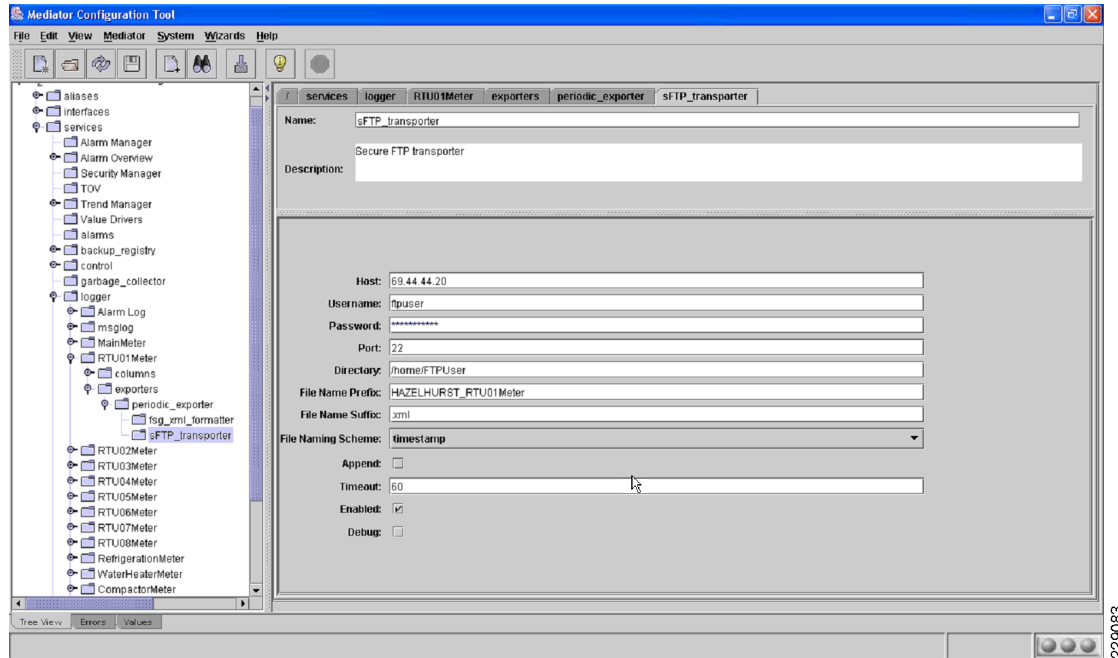 Mediator Configuration Tool
File Edit View Mediator System Wizards Help
aliases
interfaces
services
Alarm Manager
Alarm Overview
Security Manager
TOV
Trend Manager
Value Drivers
alarms
backup_registry
control
garbage_collector
logger
Alarm Log
msglog
MainMeter
RTU01Meter
columns
exporters
periodic_exporter
fsg_xml_formatter
sFTP_transporter
RTU02Meter
RTU03Meter
RTU04Meter
RTU05Meter
RTU06Meter
RTU07Meter
RTU08Meter
RefrigerationMeter
WaterHeaterMeter
CompactorMeter
/ services logger RTU01Meter exporters periodic_exporter sFTP_transporter
Name: sFTP_transporter
Description: Secure FTP transporter
Host: 69.44.44.20
Username: ftpuser
Password: ***********
Port: 22
Directory: /home/FTPUser
File Name Prefix: HAZELHURST_RTU01Meter
File Name Suffix: .xml
File Naming Scheme: timestamp
Append:
Timeout: 60
Enabled:
Debug:
Tree View Errors Values
229083